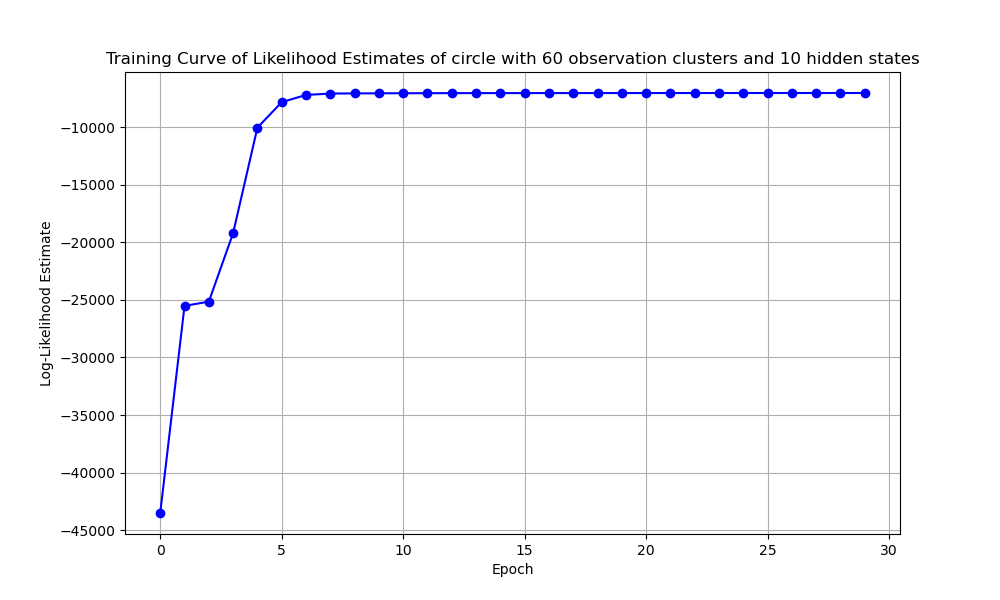 Training Curve of Likelihood Estimates of circle with 60 observation clusters and 10 hidden states
Log-Likelihood Estimate
−10000
−15000
−20000
−25000
−30000
−35000
−40000
−45000
0 5 10 15 20 25 30
Epoch